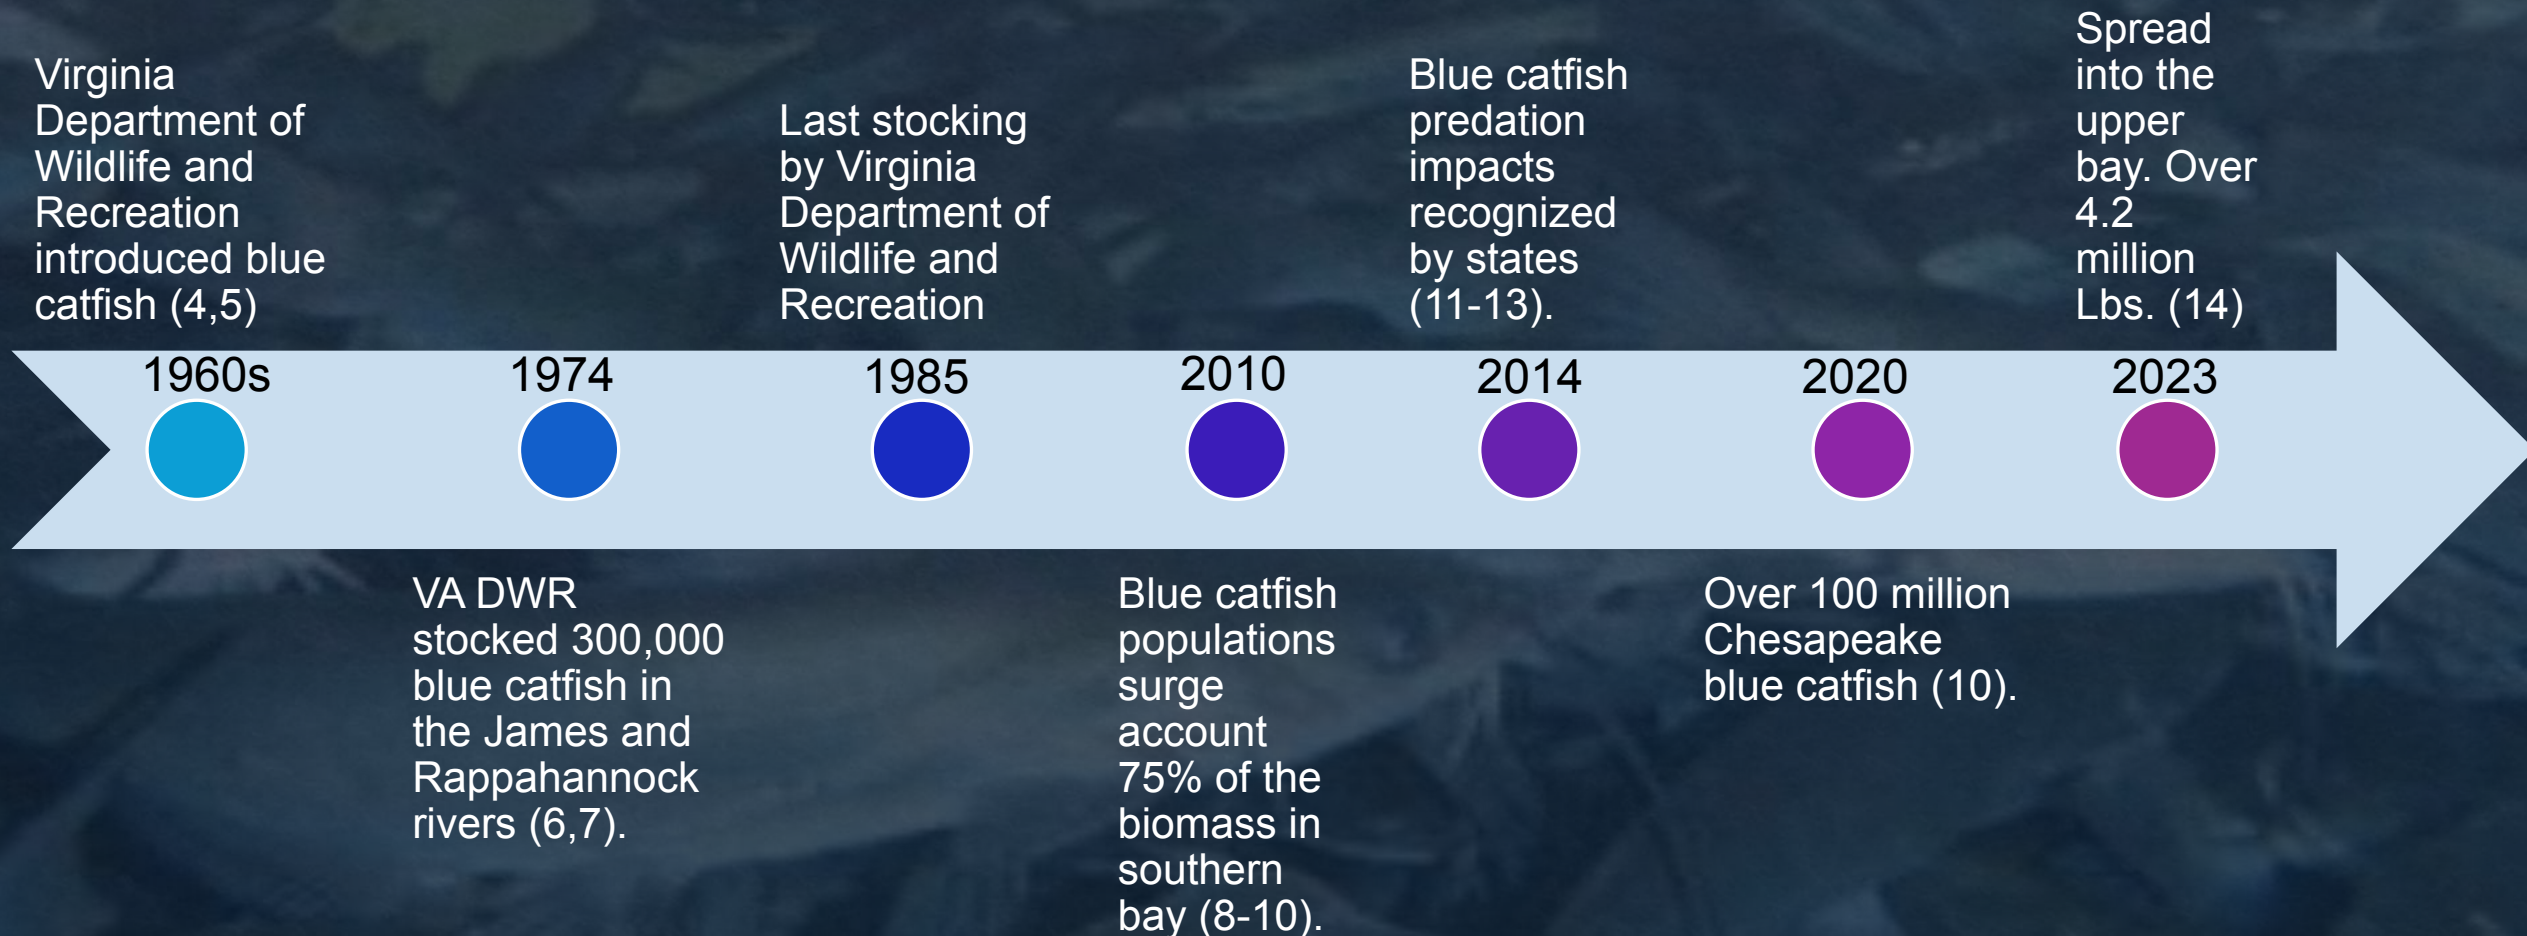 Virginia
Department of
Wildlife and
Recreation
introduced blue
catfish (4,5)
1960s
VA DWR
stocked 300,000
blue catfish in
the James and
Rappahannock
rivers (6,7).
1974
Last stocking
by Virginia
Department of
Wildlife and
Recreation
1985
2010
Blue catfish
populations
surge
account
75% of the
biomass in
southern
bay (8-10).
Blue catfish
predation
impacts
recognized
by states
(11-13).
2014
2020
Over 100 million
Chesapeake
blue catfish (10).
Spread
into the
upper
bay. Over
4.2
million
Lbs. (14)
2023